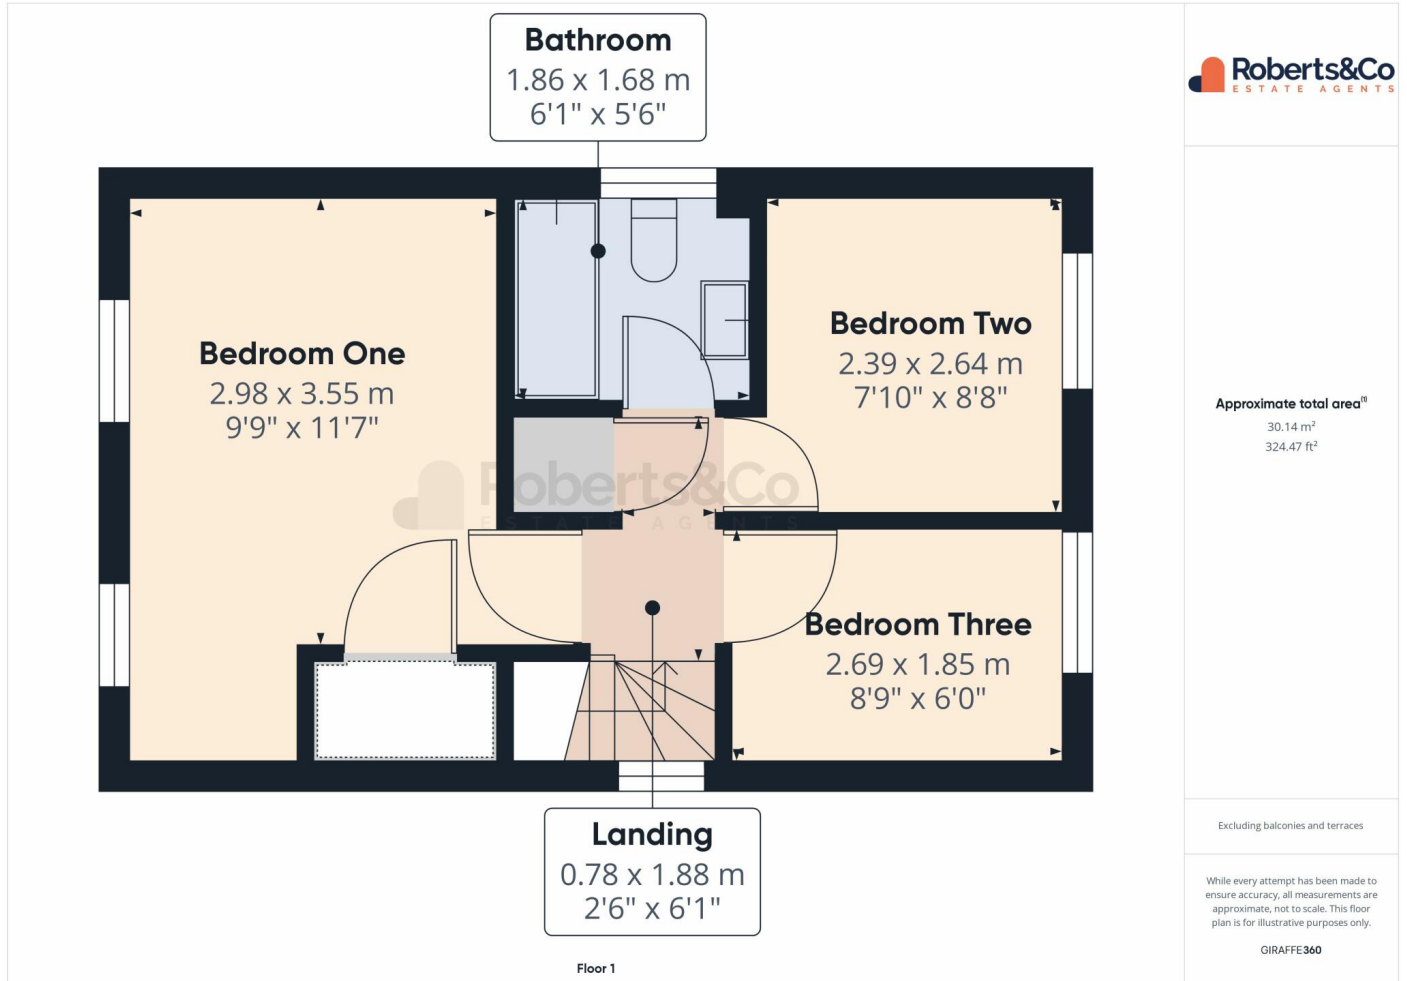 Bathroom
1.86 x 1.68 m
6'1" x 5'6"
Roberts&Co
ESTATE AGENTS
Bedroom One
2.98 x 3.55 m
9'9" x 11'7"
Bedroom Two
2.39 x 2.64 m
7'10" x 8'8"
Approximate total area(1)
30.14 m²
324.47 ft²
Roberts&Co
ESTATE AGENTS
Bedroom Three
2.69 x 1.85 m
8'9" x 6'0"
Landing
0.78 x 1.88 m
2'6" x 6'1"
Excluding balconies and terraces
While every attempt has been made to
ensure accuracy, all measurements are
approximate, not to scale. This floor
plan is for illustrative purposes only.
GIRAFFE360
Floor 1